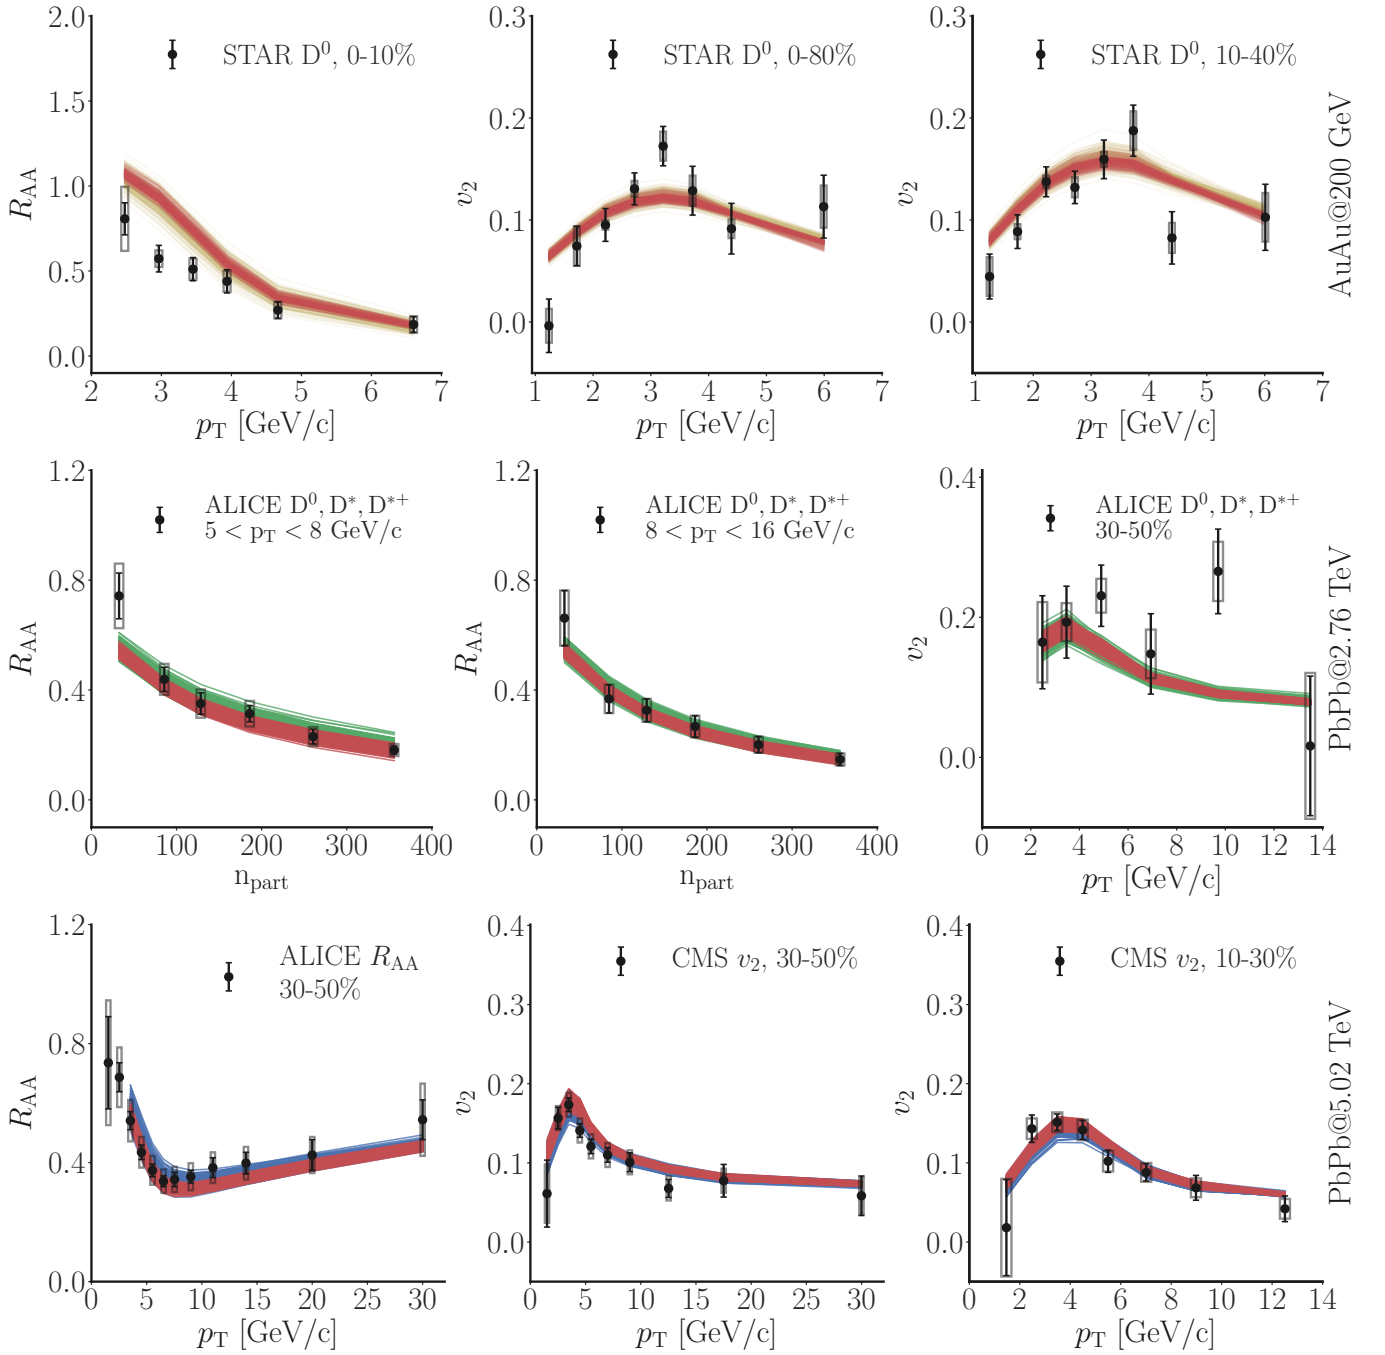 2.0
1.5
1.0
0.5
0.0
R_AA
STAR D⁰, 0-10%
2 3 4 5 6 7
p_T [GeV/c]
0.3
0.2
0.1
0.0
v₂
STAR D⁰, 0-80%
1 2 3 4 5 6 7
p_T [GeV/c]
0.3
0.2
0.1
0.0
v₂
STAR D⁰, 10-40%
1 2 3 4 5 6 7
p_T [GeV/c]
AuAu@200 GeV
1.2
0.8
0.4
0.0
R_AA
ALICE D⁰, D*, D*⁺
5 < p_T < 8 GeV/c
0 100 200 300 400
n_part
1.2
0.8
0.4
0.0
R_AA
ALICE D⁰, D*, D*⁺
8 < p_T < 16 GeV/c
0 100 200 300 400
n_part
0.4
0.2
0.0
v₂
ALICE D⁰, D*, D*⁺
30-50%
0 2 4 6 8 10 12 14
p_T [GeV/c]
PbPb@2.76 TeV
1.2
0.8
0.4
0.0
R_AA
ALICE R_AA
30-50%
0 5 10 15 20 25 30
p_T [GeV/c]
0.4
0.3
0.2
0.1
0.0
v₂
CMS v₂, 30-50%
0 5 10 15 20 25 30
p_T [GeV/c]
0.4
0.3
0.2
0.1
0.0
v₂
CMS v₂, 10-30%
0 2 4 6 8 10 12 14
p_T [GeV/c]
PbPb@5.02 TeV